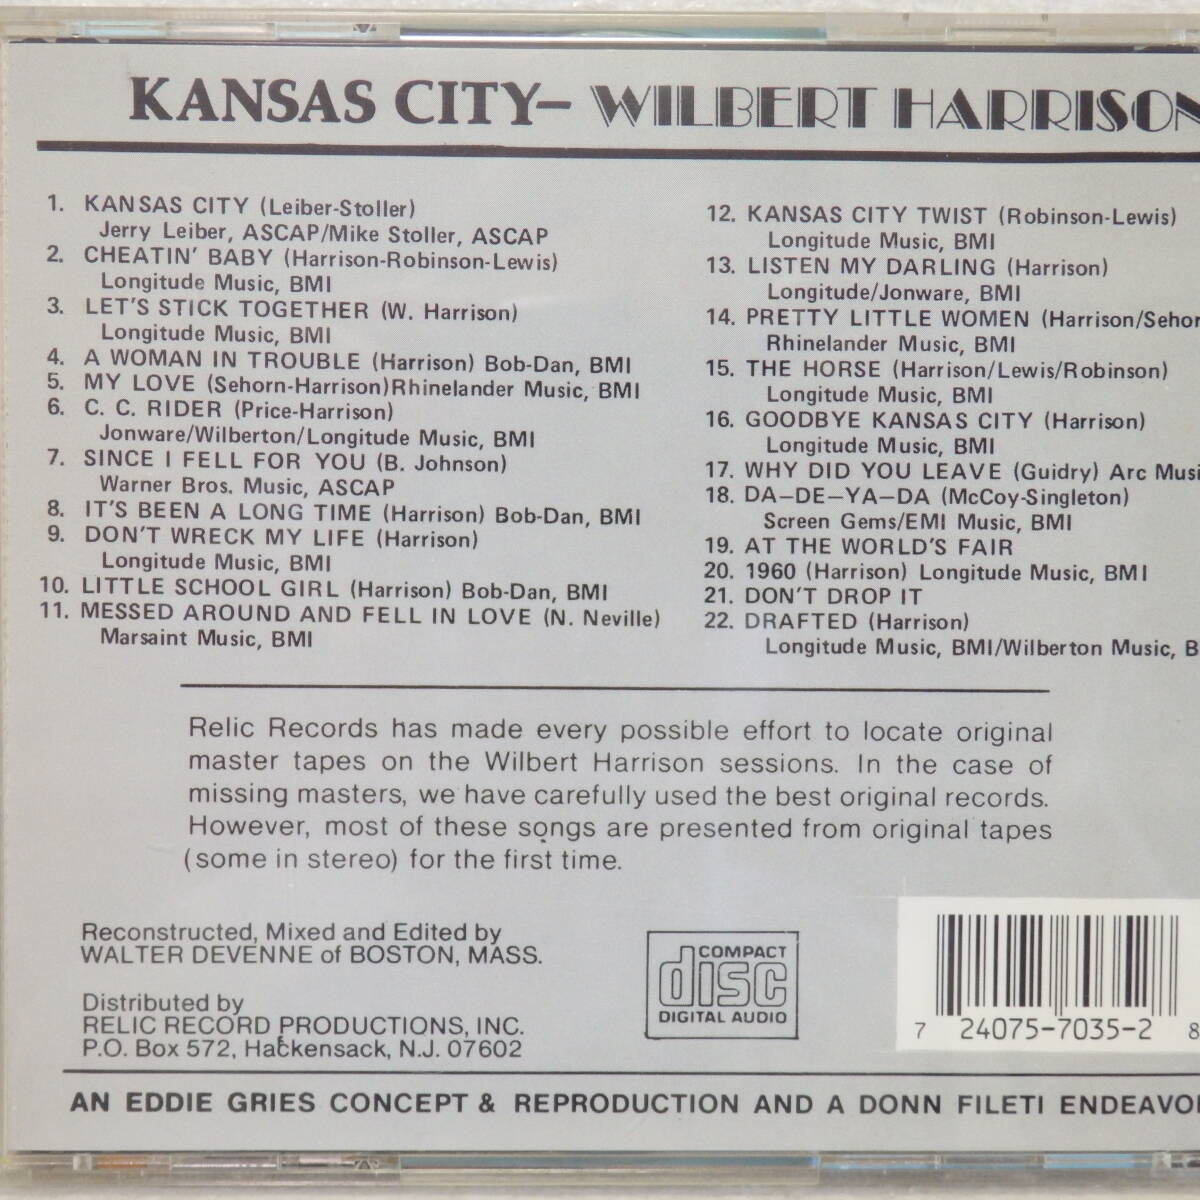 KANSAS CITY— WILBERT HARRISON
1. KANSAS CITY (Leiber-Stoller)
Jerry Leiber, ASCAP/Mike Stoller, ASCAP
2. CHEATIN' BABY (Harrison-Robinson-Lewis)
Longitude Music, BMI
3. LET'S STICK TOGETHER (W. Harrison)
Longitude Music, BMI
4. A WOMAN IN TROUBLE (Harrison) Bob-Dan, BMI
5. MY LOVE (Sehorn-Harrison)Rhinelander Music, BMI
6. C. C. RIDER (Price-Harrison)
Jonware/Wilberton/Longitude Music, BMI
7. SINCE I FELL FOR YOU (B. Johnson)
Warner Bros. Music, ASCAP
8. IT'S BEEN A LONG TIME (Harrison) Bob-Dan, BMI
9. DON'T WRECK MY LIFE (Harrison)
Longitude Music, BMI
10. LITTLE SCHOOL GIRL (Harrison) Bob-Dan, BMI
11. MESSED AROUND AND FELL IN LOVE (N. Neville)
Marsaint Music, BMI
12. KANSAS CITY TWIST (Robinson-Lewis)
Longitude Music, BMI
13. LISTEN MY DARLING (Harrison)
Longitude/Jonware, BMI
14. PRETTY LITTLE WOMEN (Harrison/Sehor
Rhinelander Music, BMI
15. THE HORSE (Harrison/Lewis/Robinson)
Longitude Music, BMI
16. GOODBYE KANSAS CITY (Harrison)
Longitude Music, BMI
17. WHY DID YOU LEAVE (Guidry) Arc Musi
18. DA—DE—YA—DA (McCoy-Singleton)
Screen Gems/EMI Music, BMI
19. AT THE WORLD'S FAIR
20. 1960 (Harrison) Longitude Music, BMI
21. DON'T DROP IT
22. DRAFTED (Harrison)
Longitude Music, BMI/Wilberton Music, B
Relic Records has made every possible effort to locate original
master tapes on the Wilbert Harrison sessions. In the case of
missing masters, we have carefully used the best original records.
However, most of these songs are presented from original tapes
(some in stereo) for the first time.
Reconstructed, Mixed and Edited by
WALTER DEVENNE of BOSTON, MASS.
Distributed by
RELIC RECORD PRODUCTIONS, INC.
P.O. Box 572, Hackensack, N.J. 07602
COMPACT
disc
DIGITAL AUDIO
7 24075-7035-2 8
AN EDDIE GRIES CONCEPT & REPRODUCTION AND A DONN FILETI ENDEAVO